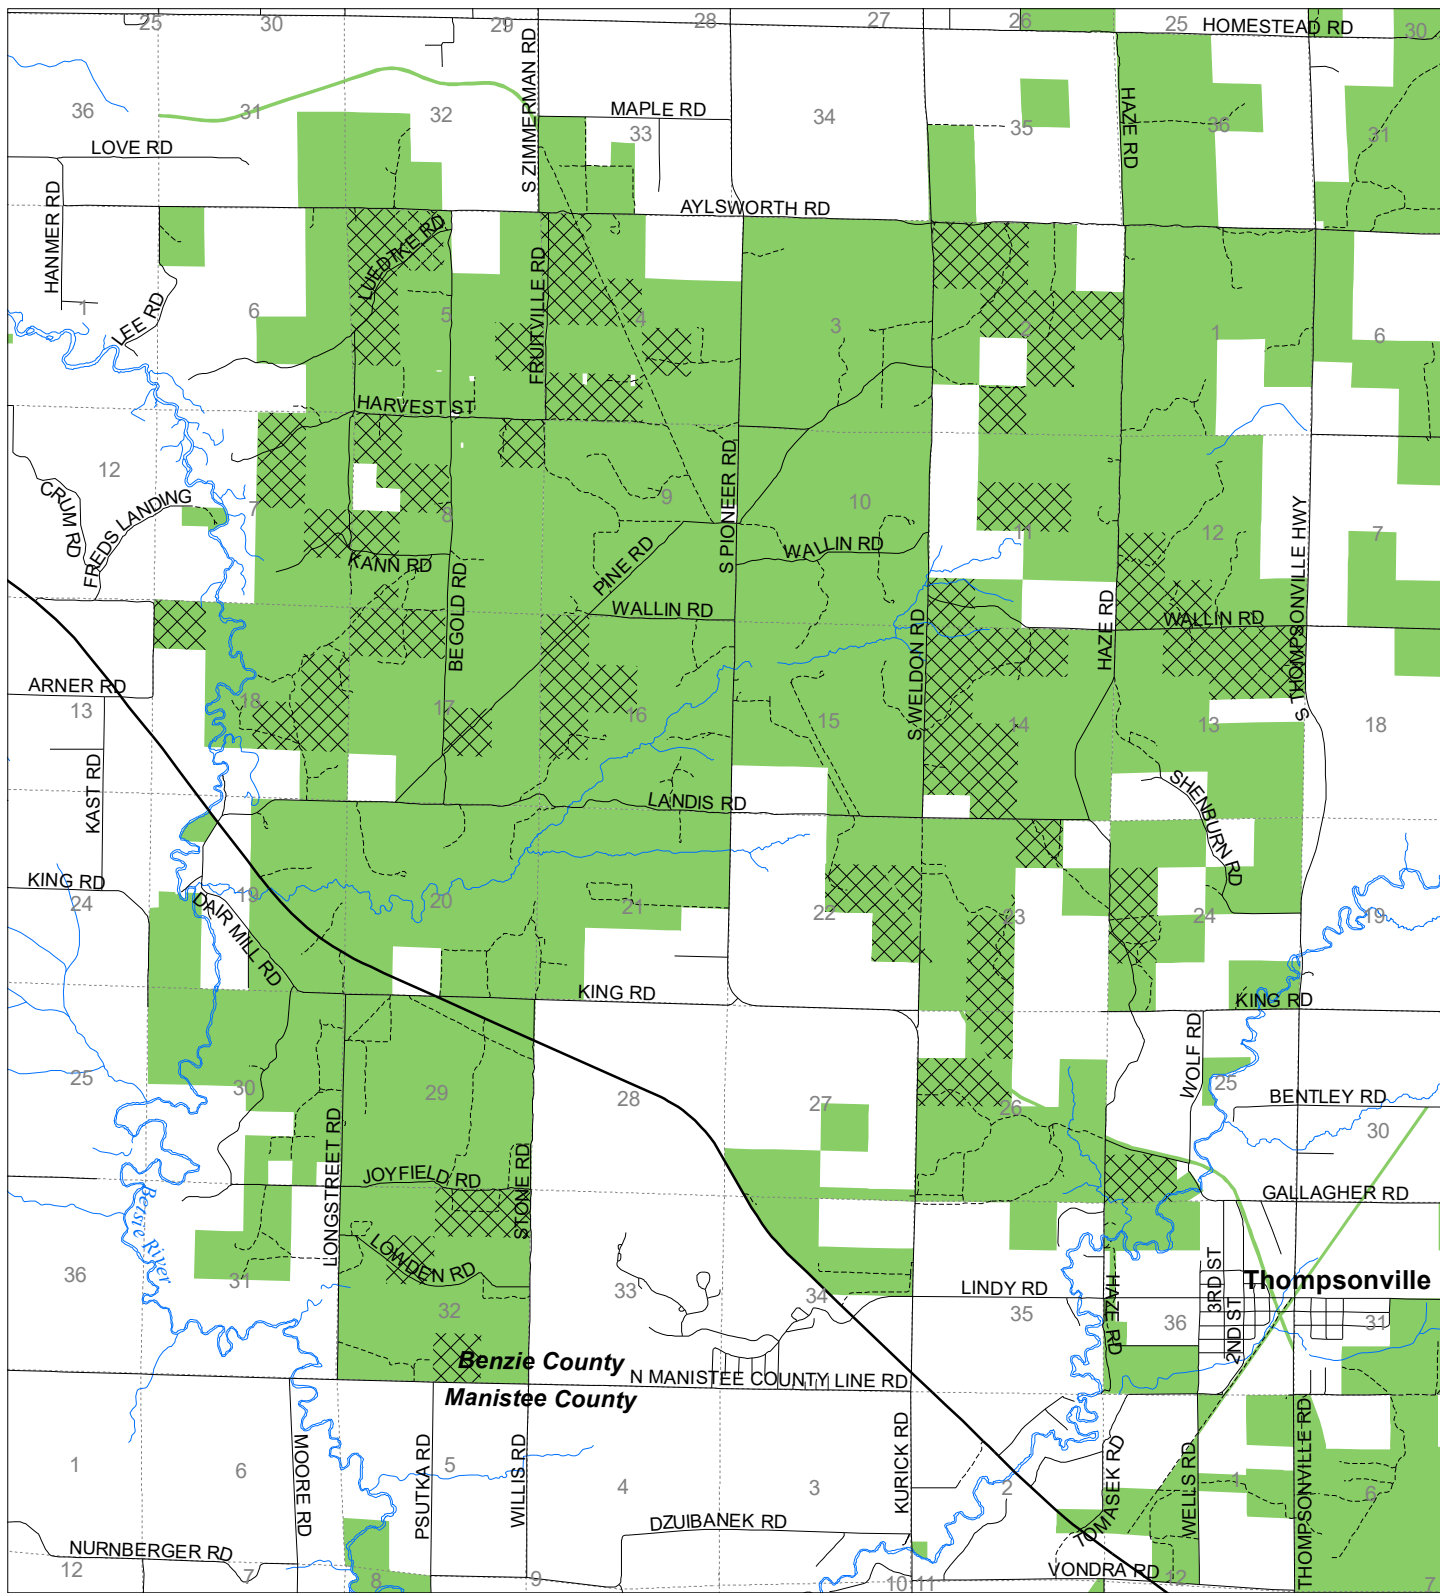 25
30
29
28
27
26
25
HOMESTEAD RD
30
36
31
32
S ZIMMERMAN RD
MAPLE RD
33
34
35
HAZE RD
36
31
LOVE RD
HANMER RD
AYLSWORTH RD
LUEDTKE RD
FRUITVILLE RD
1
LEE RD
6
5
4
3
2
1
6
HARVEST ST
12
CRUM RD
FREDS LANDING
7
8
9
S PIONEER RD
10
11
12
S THOMPSONVILLE HWY
7
KANN RD
BEGOLD RD
PINE RD
WALLIN RD
WALLIN RD
S WELDON RD
HAZE RD
WALLIN RD
ARNER RD
13
18
17
16
15
14
13
18
KAST RD
LANDIS RD
SHENBURN RD
KING RD
24
19
DAIR MILL RD
20
21
22
23
24
19
KING RD
KING RD
25
30
29
28
27
26
WOLF RD
25
BENTLEY RD
30
LONGSTREET RD
JOYFIELD RD
STONE RD
GALLAGHER RD
Betsie River
36
31
LOWDEN RD
32
33
34
LINDY RD
35
HAZE RD
36
3RD ST
2ND ST
Thompsonville
31
Benzie County
N MANISTEE COUNTY LINE RD
Manistee County
1
6
MOORE RD
PSUTKA RD
5
WILLIS RD
4
3
KURICK RD
2
TOMASEK RD
WELLS RD
1
THOMPSONVILLE RD
6
DZUIBANEK RD
NURNBERGER RD
12
7
8
9
10
11
VONDRA RD
12
7